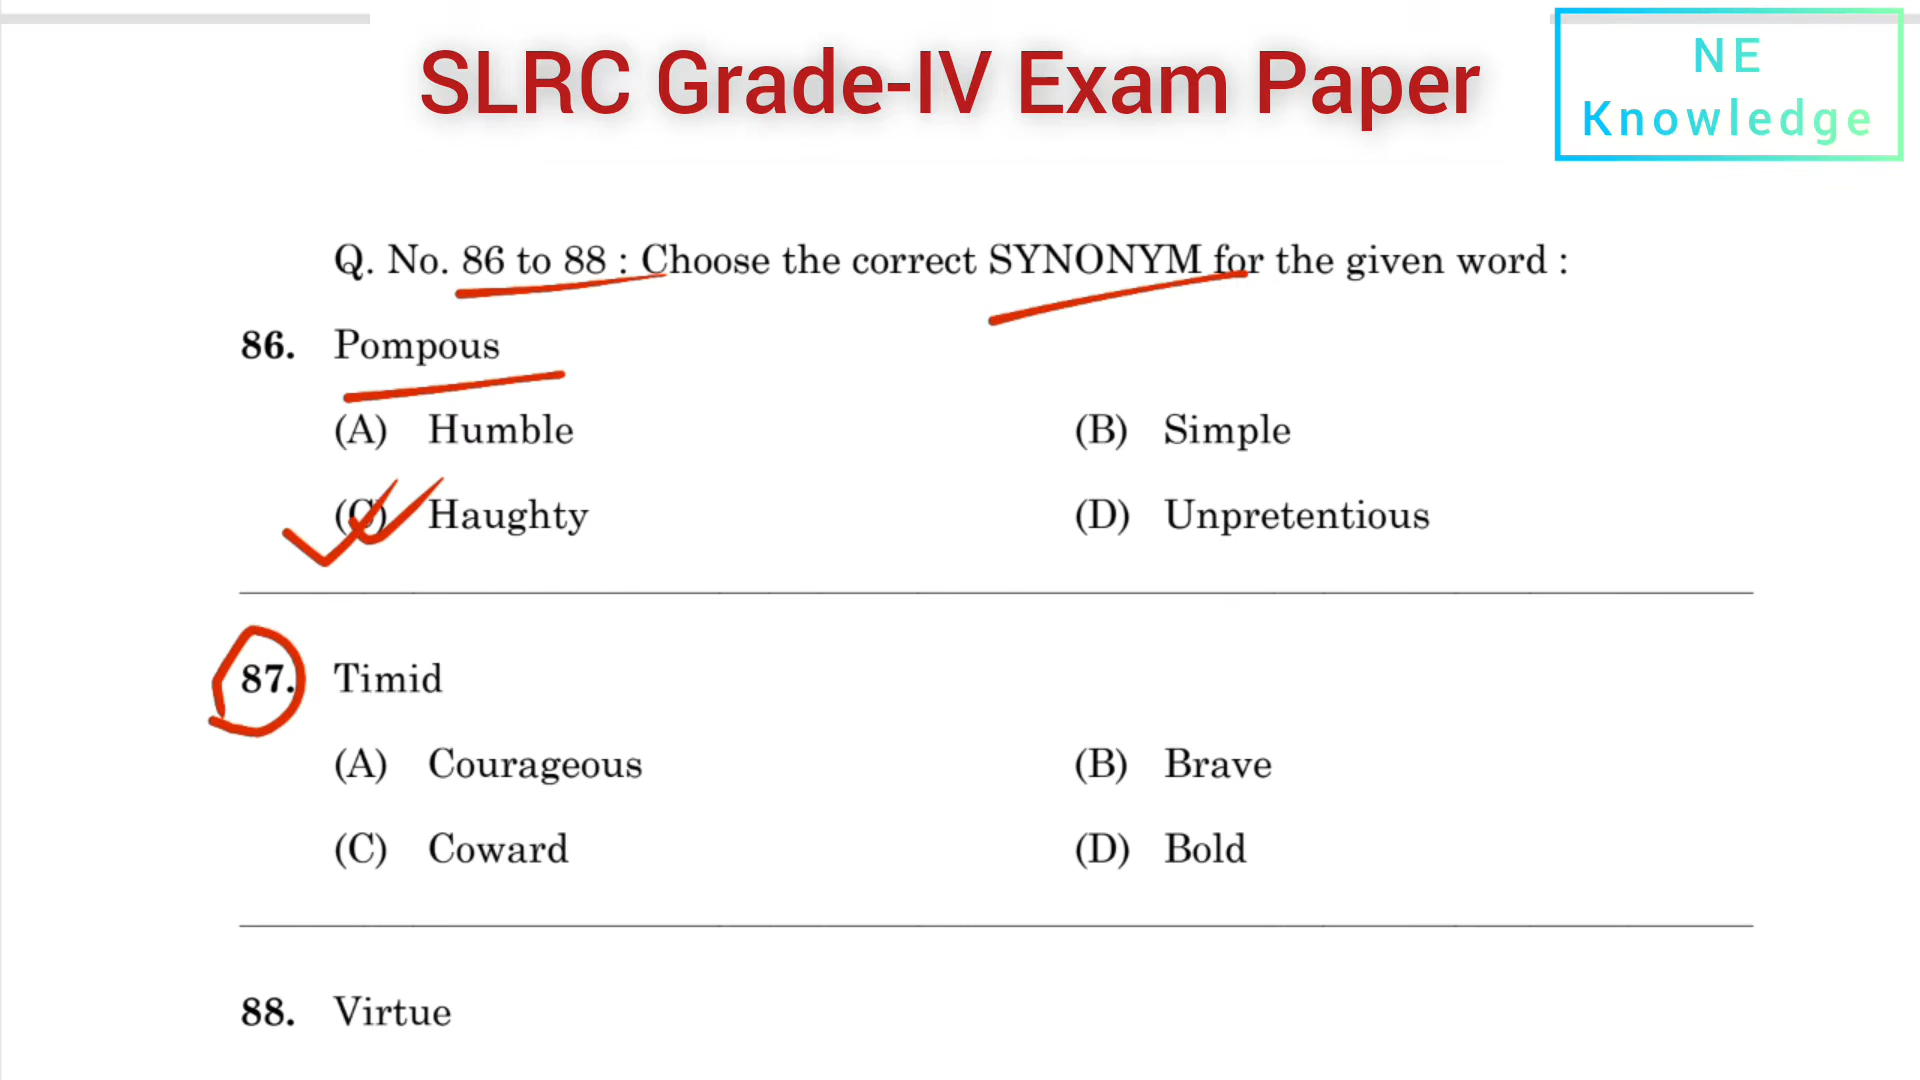 SLRC Grade-IV Exam Paper
NE
Knowledge
Q. No. 86 to 88 : Choose the correct SYNONYM for the given word :
86. Pompous
(A) Humble (B) Simple
(C) Haughty (D) Unpretentious
87. Timid
(A) Courageous (B) Brave
(C) Coward (D) Bold
88. Virtue